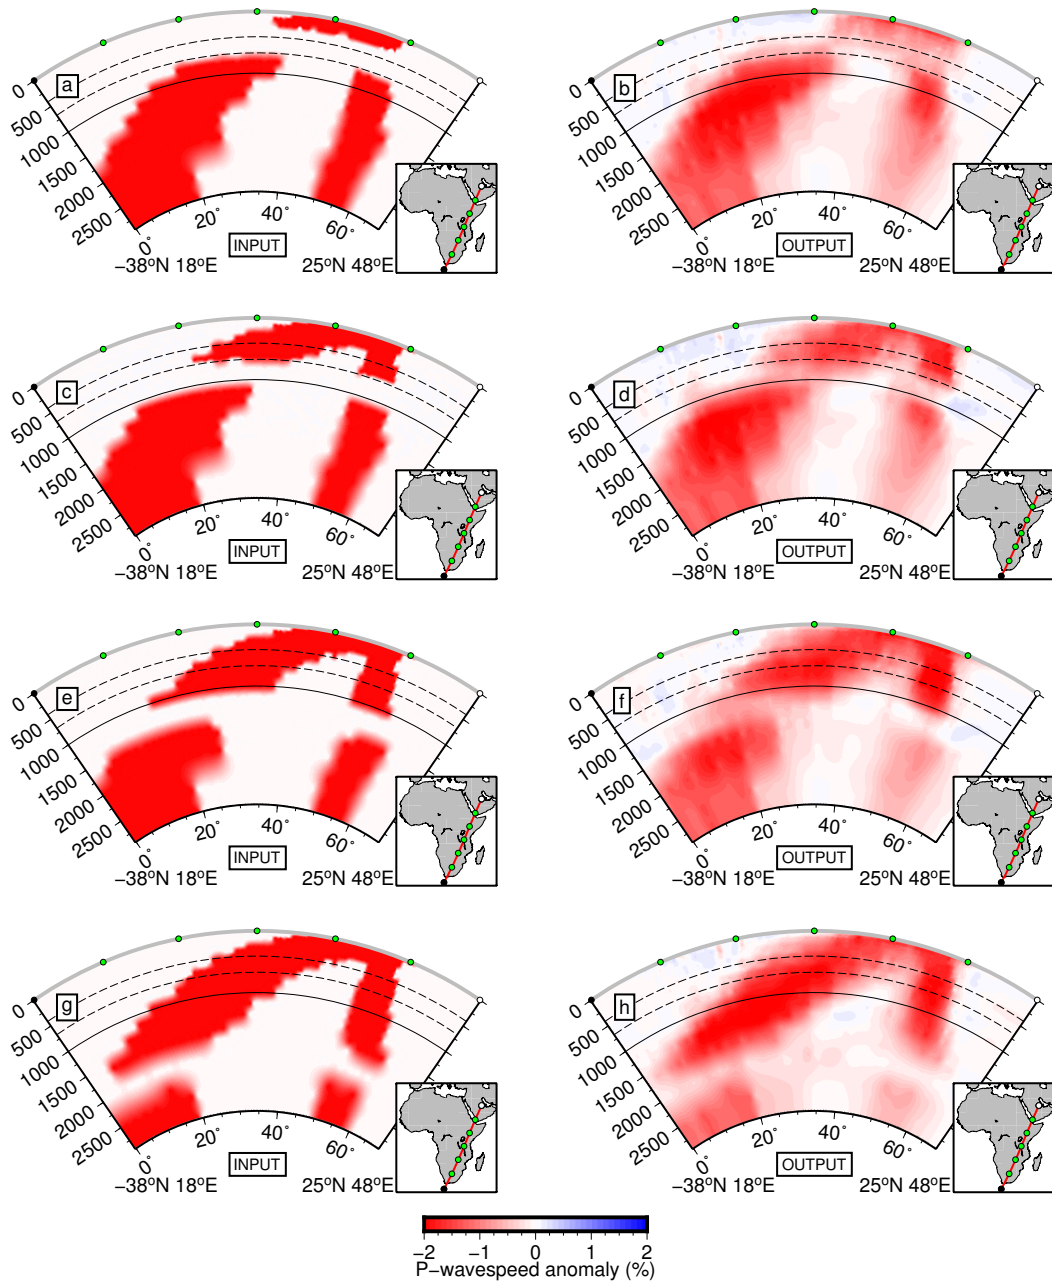 a
0
500
1000
1500
2000
2500
0°
20°
40°
60°
INPUT
−38°N 18°E
25°N 48°E
b
0
500
1000
1500
2000
2500
0°
20°
40°
60°
OUTPUT
−38°N 18°E
25°N 48°E
c
0
500
1000
1500
2000
2500
0°
20°
40°
60°
INPUT
−38°N 18°E
25°N 48°E
d
0
500
1000
1500
2000
2500
0°
20°
40°
60°
OUTPUT
−38°N 18°E
25°N 48°E
e
0
500
1000
1500
2000
2500
0°
20°
40°
60°
INPUT
−38°N 18°E
25°N 48°E
f
0
500
1000
1500
2000
2500
0°
20°
40°
60°
OUTPUT
−38°N 18°E
25°N 48°E
g
0
500
1000
1500
2000
2500
0°
20°
40°
60°
INPUT
−38°N 18°E
25°N 48°E
h
0
500
1000
1500
2000
2500
0°
20°
40°
60°
OUTPUT
−38°N 18°E
25°N 48°E
−2 −1 0 1 2
P−wavespeed anomaly (%)